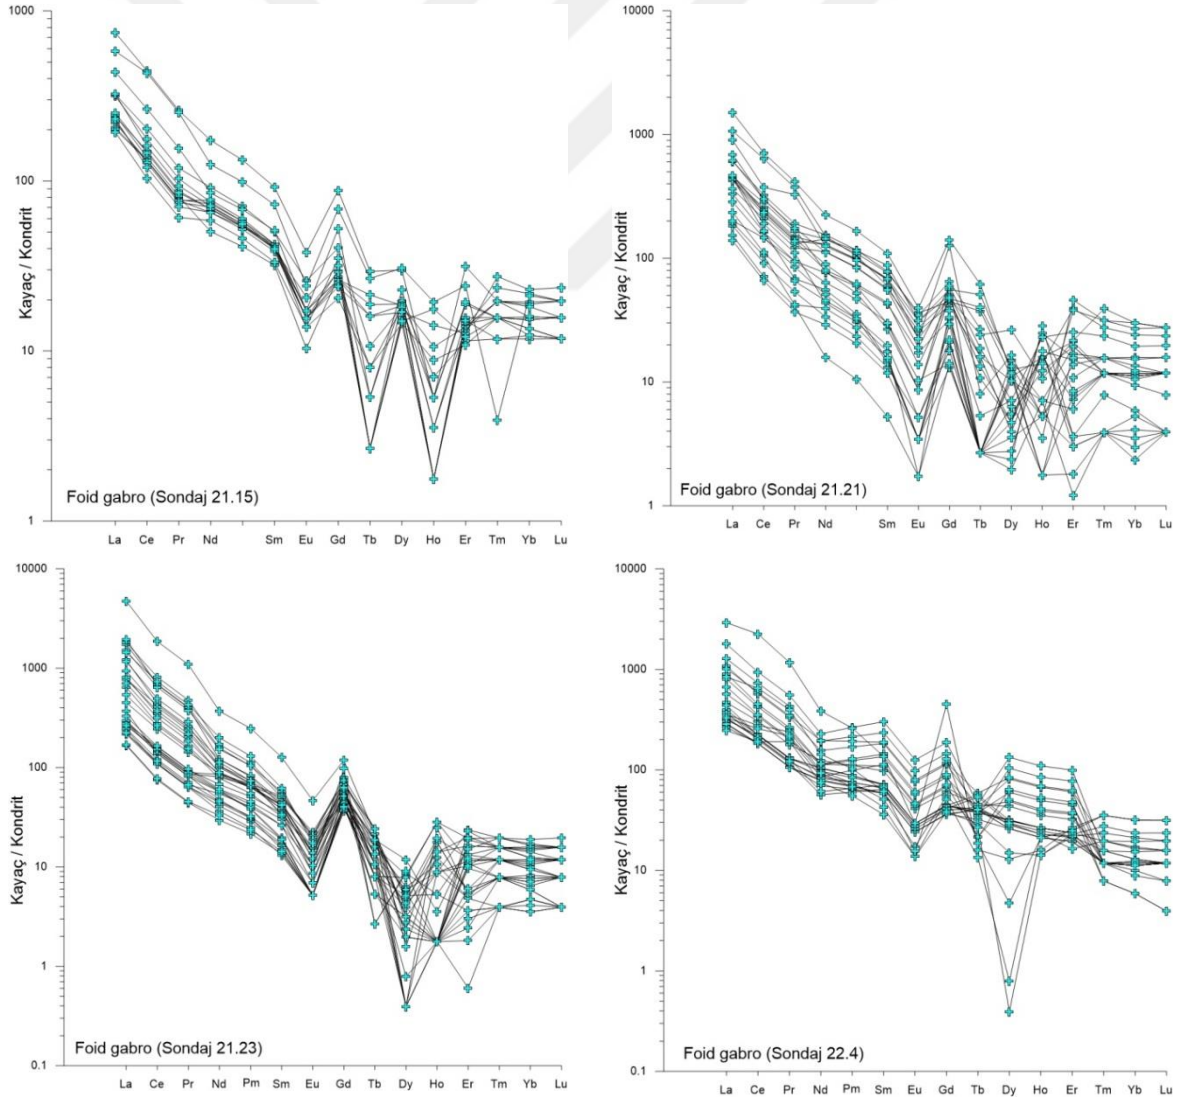 1000
100
10
1
Kayaç / Kondrit
Foid gabro (Sondaj 21.15)
La Ce Pr Nd Sm Eu Gd Tb Dy Ho Er Tm Yb Lu
10000
1000
100
10
1
Kayaç / Kondrit
Foid gabro (Sondaj 21.21)
La Ce Pr Nd Sm Eu Gd Tb Dy Ho Er Tm Yb Lu
10000
1000
100
10
1
0.1
Kayaç / Kondrit
Foid gabro (Sondaj 21.23)
La Ce Pr Nd Pm Sm Eu Gd Tb Dy Ho Er Tm Yb Lu
10000
1000
100
10
1
0.1
Kayaç / Kondrit
Foid gabro (Sondaj 22.4)
La Ce Pr Nd Pm Sm Eu Gd Tb Dy Ho Er Tm Yb Lu